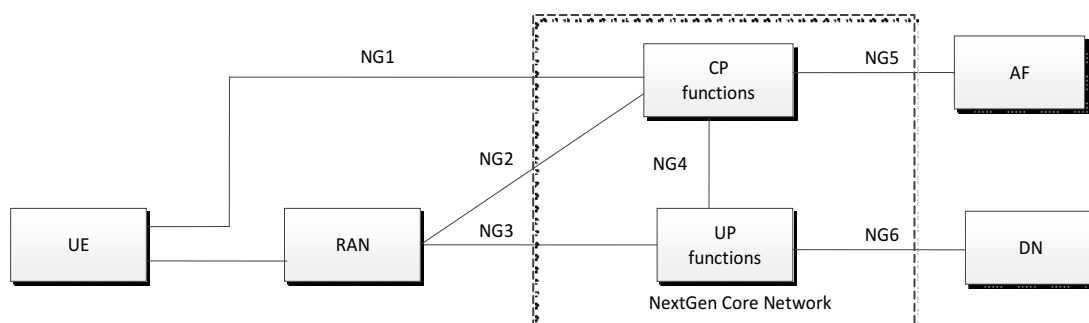 NG1
CP
functions
NG5
AF
NG2
NG4
UE
RAN
NG3
UP
functions
NG6
DN
NextGen Core Network